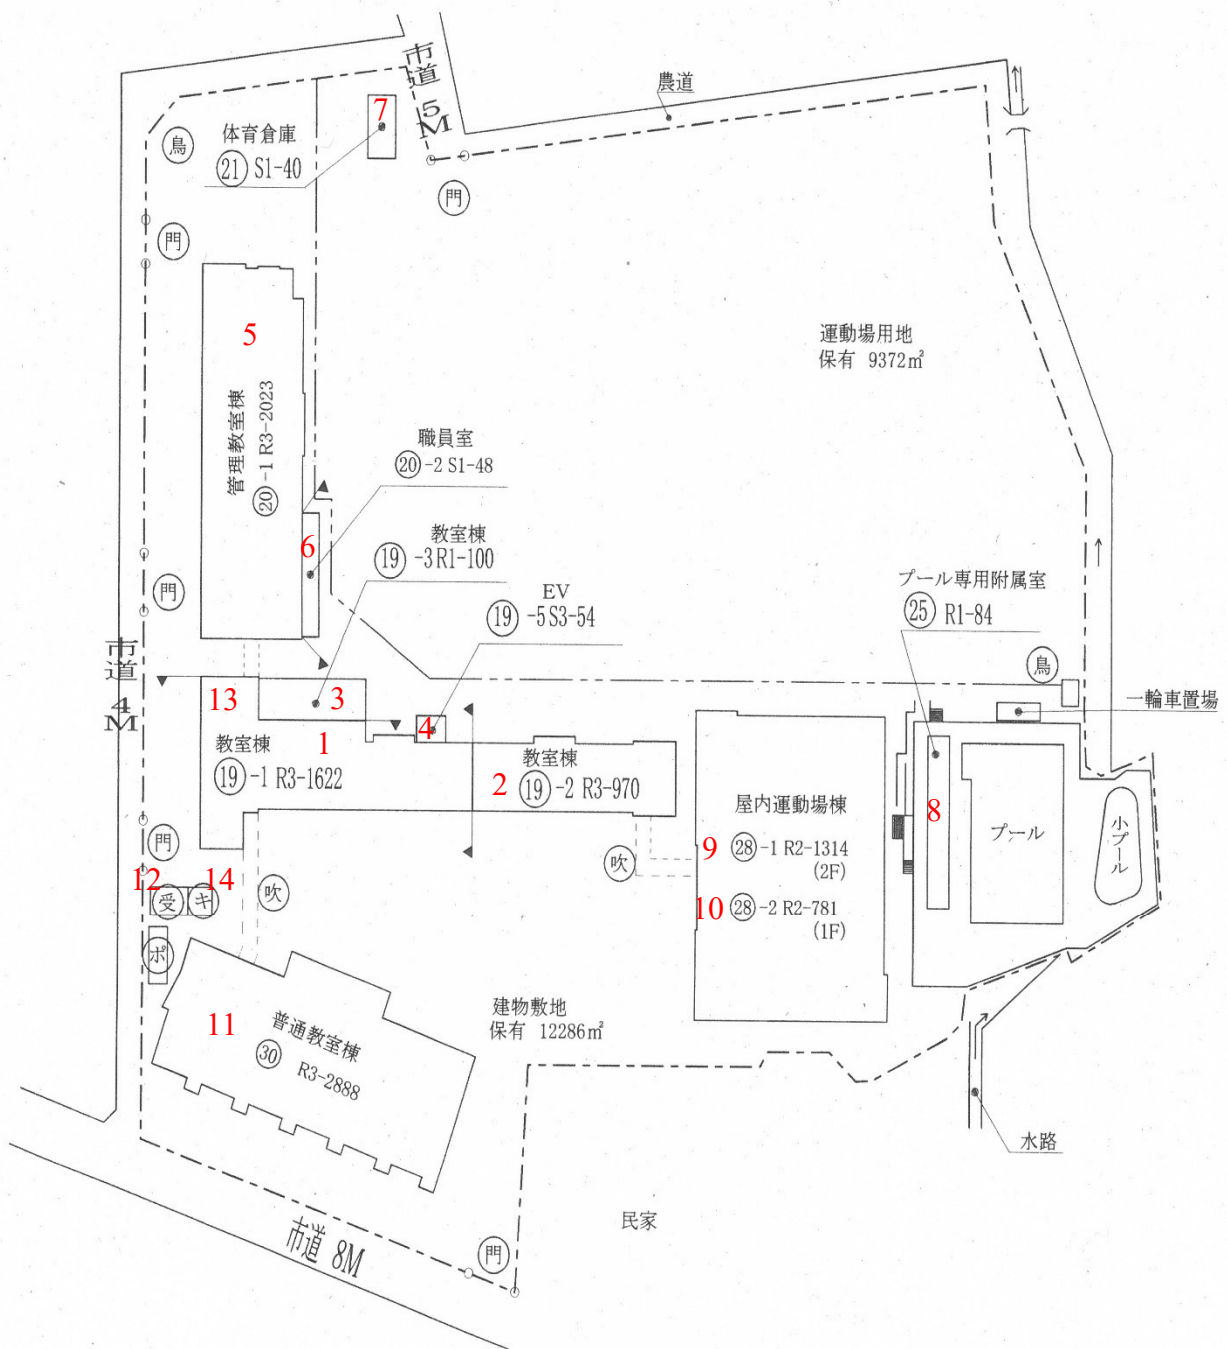 市道 5M
農道
7
体育倉庫
㉑ S1-40
鳥
門
門
5
管理教室棟
⑳-1 R3-2023
運動場用地
保有 9372㎡
職員室
⑳-2 S1-48
6
教室棟
⑲-3 R1-100
EV
⑲-5 S3-54
プール専用附属室
㉕ R1-84
門
鳥
市道 4M
一輪車置場
13
3
4
1
教室棟
⑲-1 R3-1622
2
教室棟
⑲-2 R3-970
屋内運動場棟
9
㉘-1 R2-1314
(2F)
10
㉘-2 R2-781
(1F)
8
プール
小プール
門
12
14
受
キ
吹
吹
ポ
11
普通教室棟
㉚ R3-2888
建物敷地
保有 12286㎡
水路
民家
市道 8M
門